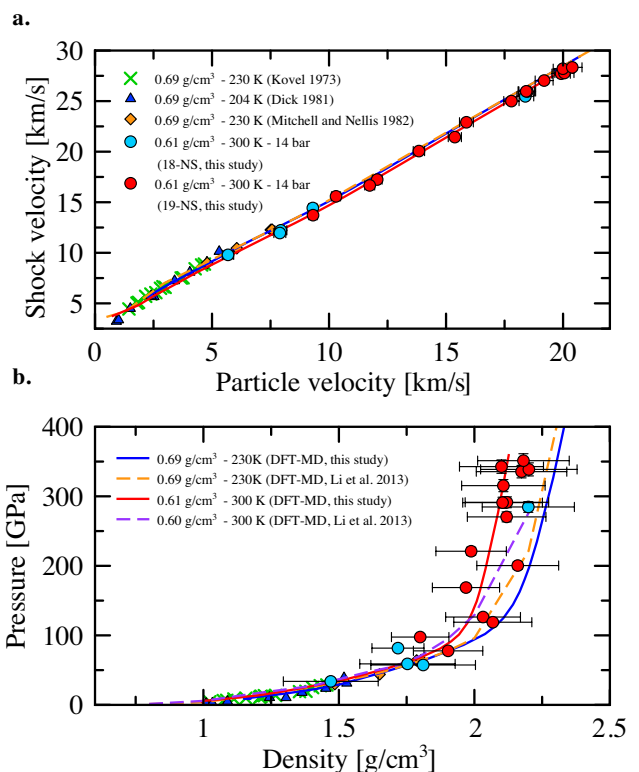 a.
30
25
20
15
10
5
Shock velocity [km/s]
0.69 g/cm³ - 230 K (Kovel 1973)
0.69 g/cm³ - 204 K (Dick 1981)
0.69 g/cm³ - 230 K (Mitchell and Nellis 1982)
0.61 g/cm³ - 300 K - 14 bar
(18-NS, this study)
0.61 g/cm³ - 300 K - 14 bar
(19-NS, this study)
0 5 10 15 20
Particle velocity [km/s]
b.
400
300
200
100
0
Pressure [GPa]
0.69 g/cm³ - 230K (DFT-MD, this study)
0.69 g/cm³ - 230K (DFT-MD, Li et al. 2013)
0.61 g/cm³ - 300 K (DFT-MD, this study)
0.60 g/cm³ - 300 K (DFT-MD, Li et al. 2013)
1 1.5 2 2.5
Density [g/cm³]